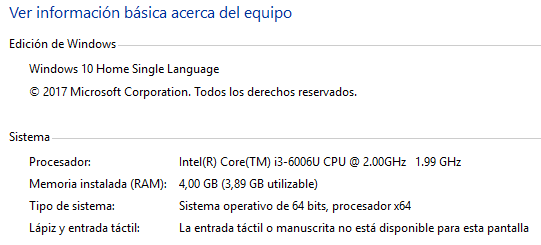 Ver información básica acerca del equipo
Edición de Windows
Windows 10 Home Single Language
© 2017 Microsoft Corporation. Todos los derechos reservados.
Sistema
Procesador: Intel(R) Core(TM) i3-6006U CPU @ 2.00GHz 1.99 GHz
Memoria instalada (RAM): 4,00 GB (3,89 GB utilizable)
Tipo de sistema: Sistema operativo de 64 bits, procesador x64
Lápiz y entrada táctil: La entrada táctil o manuscrita no está disponible para esta pantalla